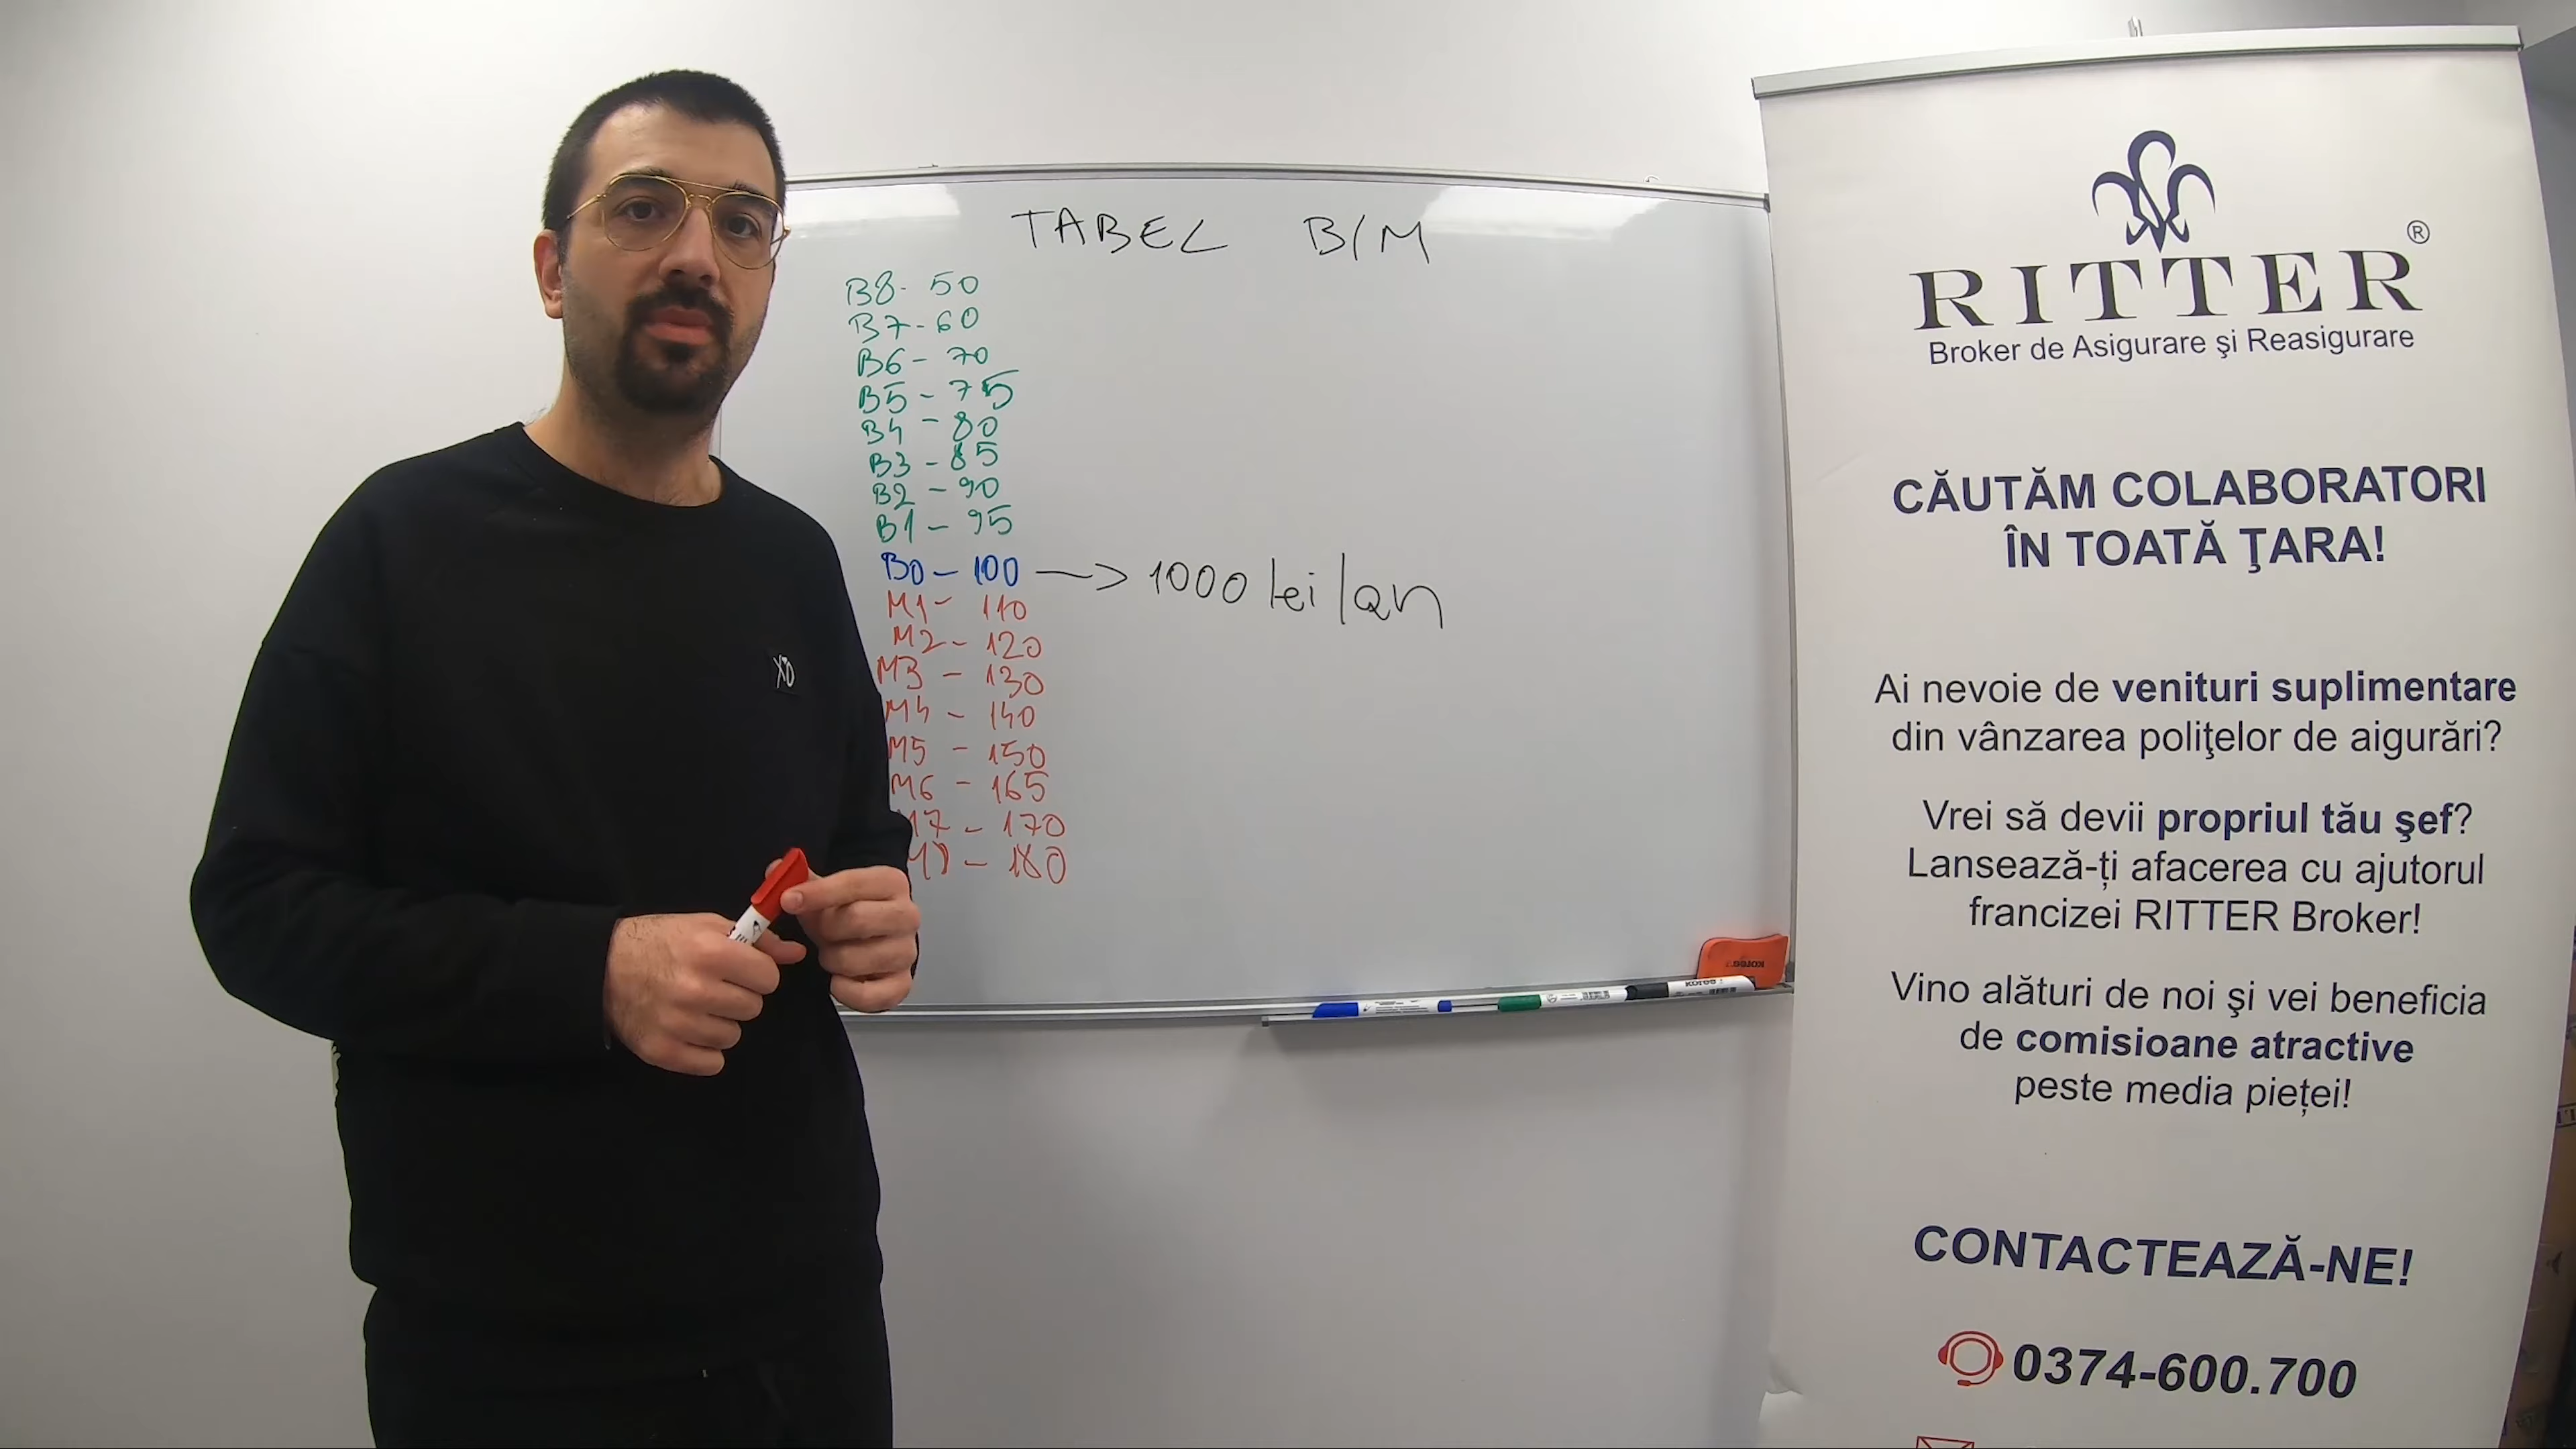 TABEL B/M
B8- 50
B7-60
B6- 70
B5- 75
B4- 80
B3-85
B2-90
B1-95
B0-100 → 1000 lei/an
M1- 110
M2- 120
M3 - 130
M4- 140
M5 - 150
M6 - 165
M7 - 170
- 180
XO
kores
kores
RITTER®
Broker de Asigurare şi Reasigurare
CĂUTĂM COLABORATORI
ÎN TOATĂ ŢARA!
Ai nevoie de venituri suplimentare
din vânzarea poliţelor de aigurări?
Vrei să devii propriul tău şef?
Lansează-ți afacerea cu ajutorul
francizei RITTER Broker!
Vino alături de noi şi vei beneficia
de comisioane atractive
peste media pieței!
CONTACTEAZĂ-NE!
0374-600.700